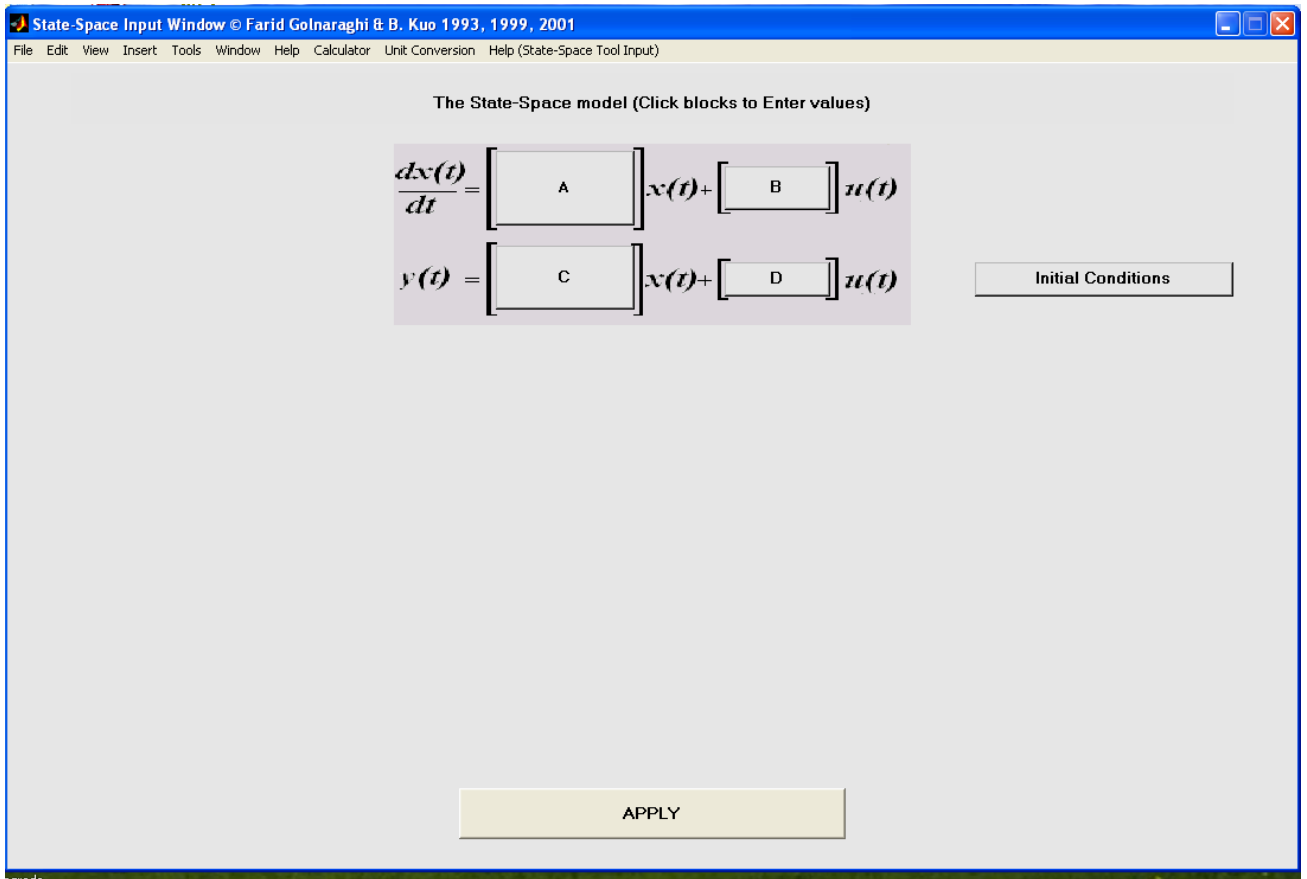 State-Space Input Window © Farid Golnaraghi & B. Kuo 1993, 1999, 2001
File Edit View Insert Tools Window Help Calculator Unit Conversion Help (State-Space Tool Input)
The State-Space model (Click blocks to Enter values)
dx(t)/dt = [ A ] x(t) + [ B ] u(t)
y(t) = [ C ] x(t) + [ D ] u(t)
Initial Conditions
APPLY